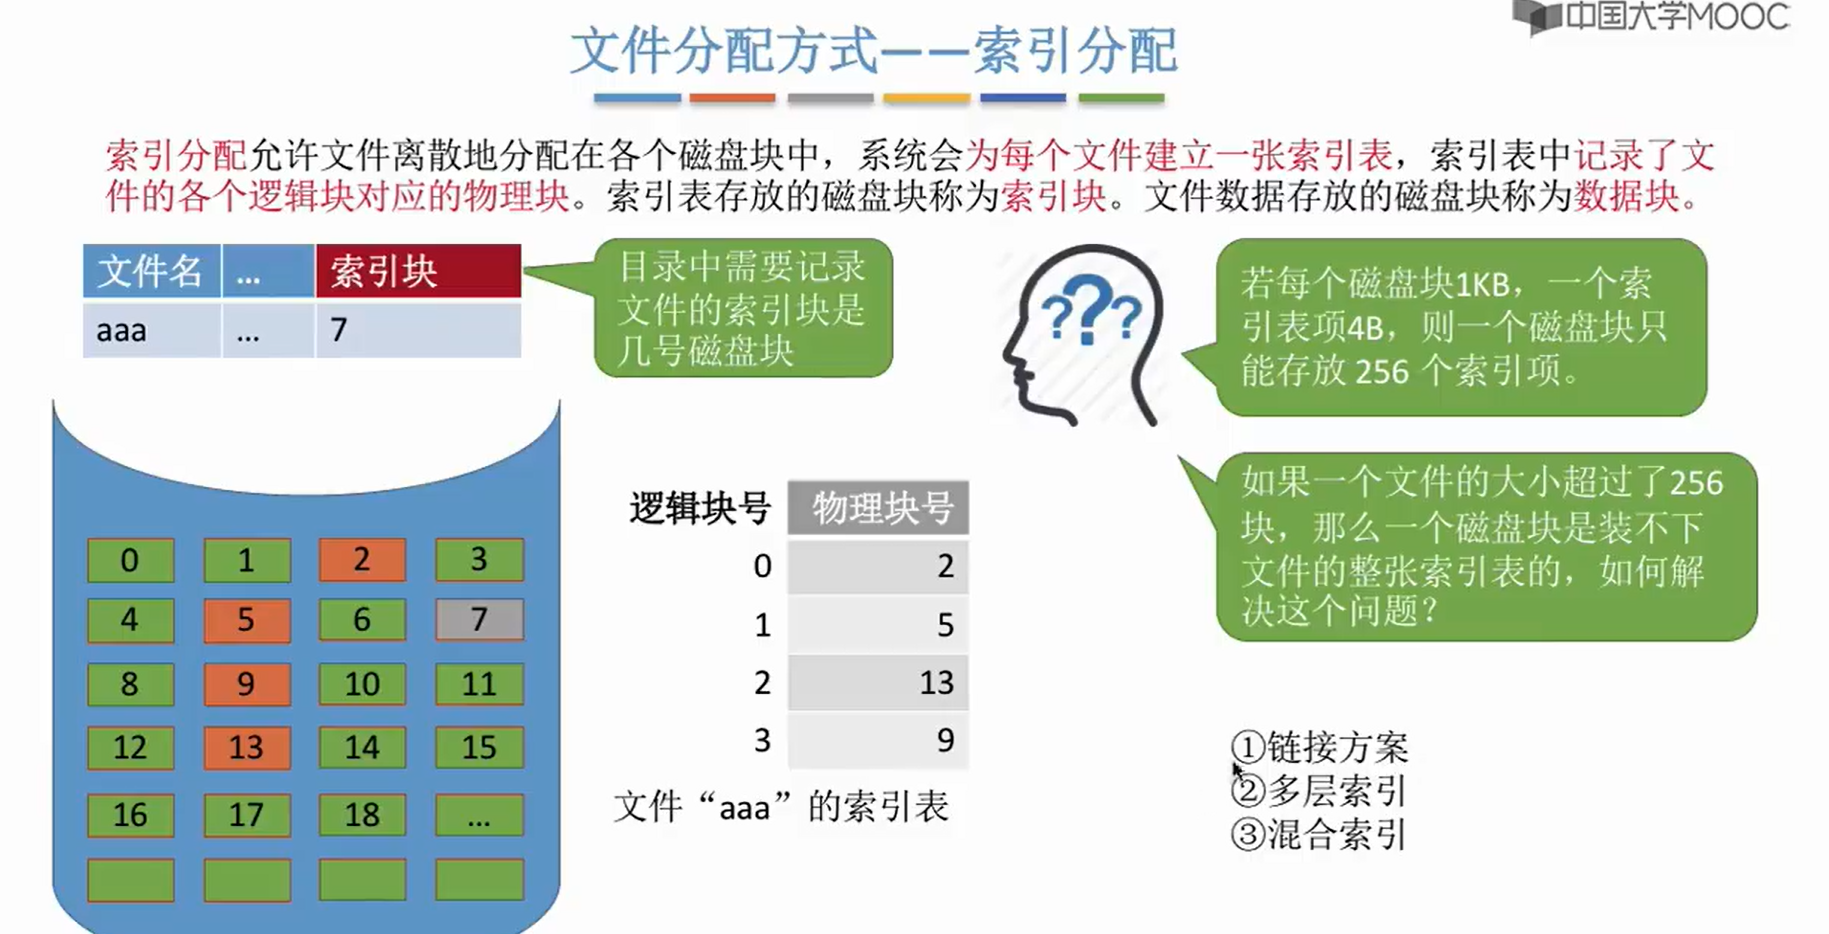 中国大学MOOC
文件分配方式——索引分配
索引分配允许文件离散地分配在各个磁盘块中，系统会为每个文件建立一张索引表，索引表中记录了文
件的各个逻辑块对应的物理块。索引表存放的磁盘块称为索引块。文件数据存放的磁盘块称为数据块。
文件名 ... 索引块
aaa ... 7
目录中需要记录
文件的索引块是
几号磁盘块
???
若每个磁盘块1KB，一个索
引表项4B，则一个磁盘块只
能存放 256 个索引项。
如果一个文件的大小超过了256
块，那么一个磁盘块是装不下
文件的整张索引表的，如何解
决这个问题？
0 1 2 3
4 5 6 7
8 9 10 11
12 13 14 15
16 17 18 ...
逻辑块号 物理块号
0 2
1 5
2 13
3 9
文件“aaa”的索引表
①链接方案
②多层索引
③混合索引